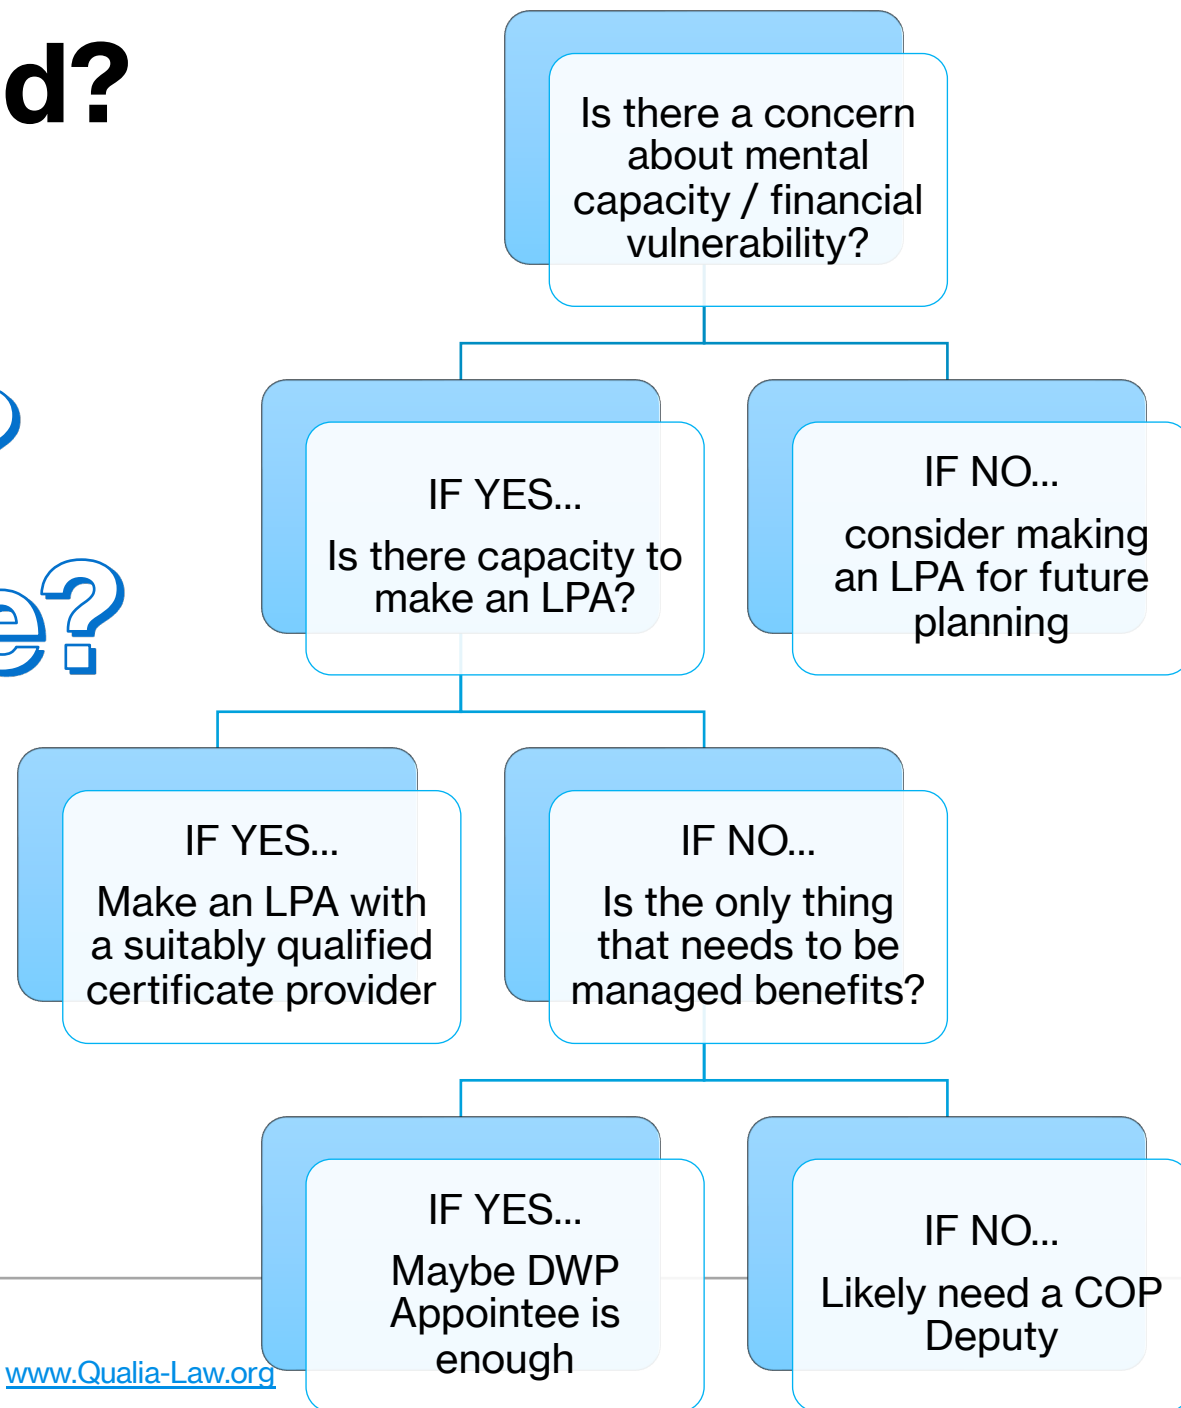 d?
Is there a concern
about mental
capacity / financial
vulnerability?
?
IF YES...
Is there capacity to
make an LPA?
IF NO...
consider making
an LPA for future
planning
e?
IF YES...
Make an LPA with
a suitably qualified
certificate provider
IF NO...
Is the only thing
that needs to be
managed benefits?
IF YES...
Maybe DWP
Appointee is
enough
IF NO...
Likely need a COP
Deputy
www.Qualia-Law.org